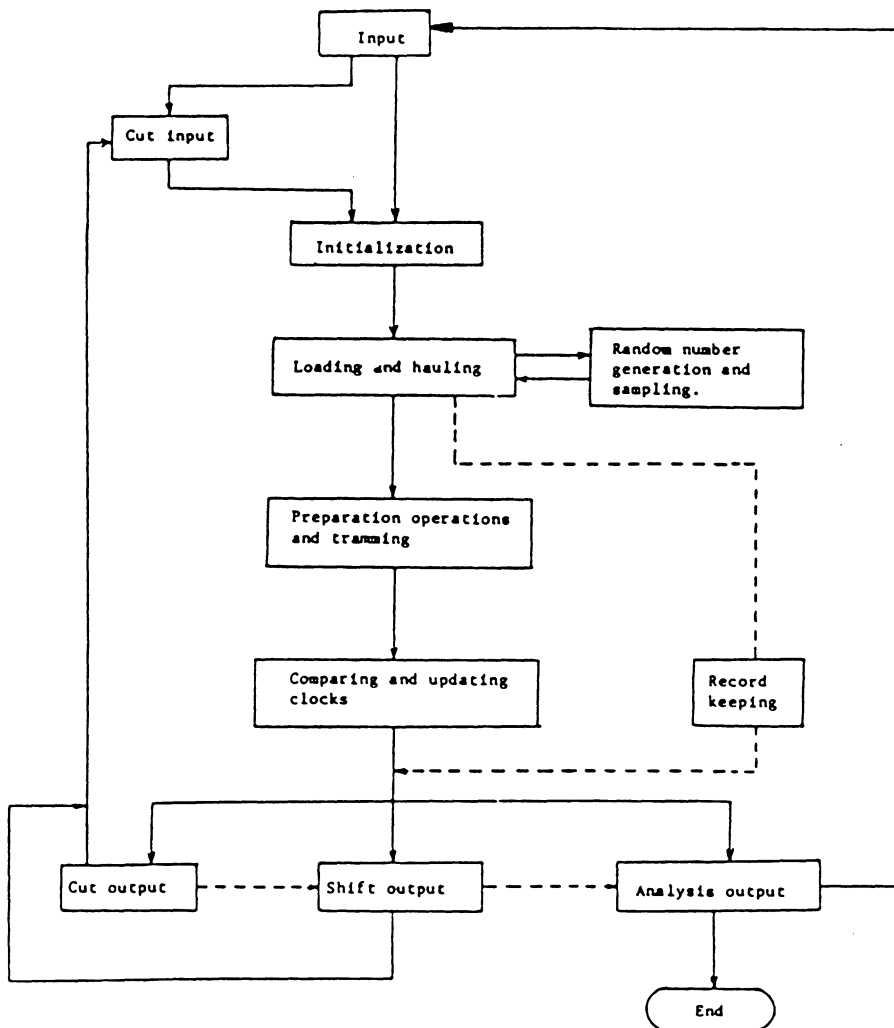 Input
Cut input
Initialization
Loading and hauling
Random number
generation and
sampling.
Preparation operations
and tramming
Comparing and updating
clocks
Record
keeping
Cut output
Shift output
Analysis output
End